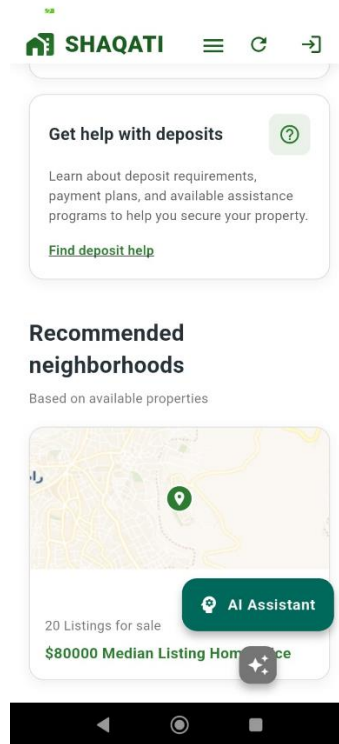 SHAQATI
Get help with deposits
Learn about deposit requirements,
payment plans, and available assistance
programs to help you secure your property.
Find deposit help
Recommended
neighborhoods
Based on available properties
AI Assistant
20 Listings for sale
$80000 Median Listing Hom
ce